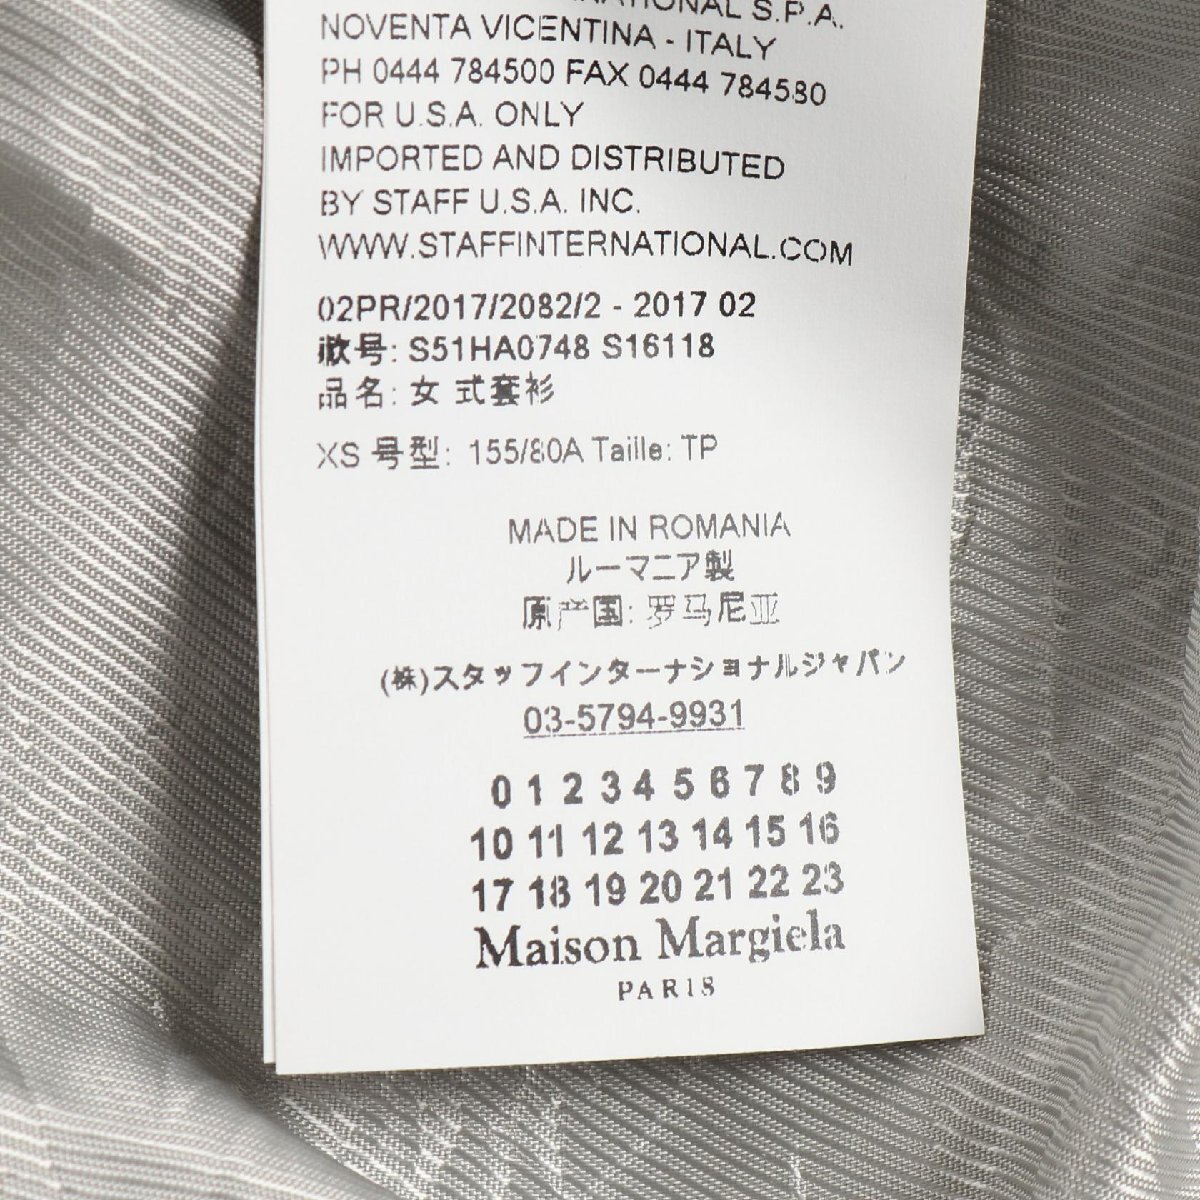 S.P.A.
NOVENTA VICENTINA - ITALY
PH 0444 784500 FAX 0444 784580
FOR U.S.A. ONLY
IMPORTED AND DISTRIBUTED
BY STAFF U.S.A. INC.
WWW.STAFFINTERNATIONAL.COM
02PR/2017/2082/2 - 2017 02
款号: S51HA0748 S16118
品名: 女 式套衫
XS 号型: 155/80A Taille: TP
MADE IN ROMANIA
ルーマニア製
原产国: 罗马尼亚
(株)スタッフインターナショナルジャパン
03-5794-9931
0 1 2 3 4 5 6 7 8 9
10 11 12 13 14 15 16
17 18 19 20 21 22 23
Maison Margiela
PARIS